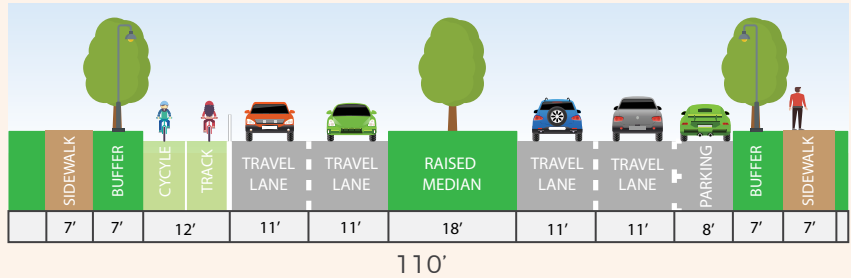 SIDEWALK
BUFFER
CYCYLE
TRACK
TRAVEL
LANE
TRAVEL
LANE
RAISED
MEDIAN
TRAVEL
LANE
TRAVEL
LANE
PARKING
BUFFER
SIDEWALK
7’ 7’ 12’ 11’ 11’ 18’ 11’ 11’ 8’ 7’ 7’
110’